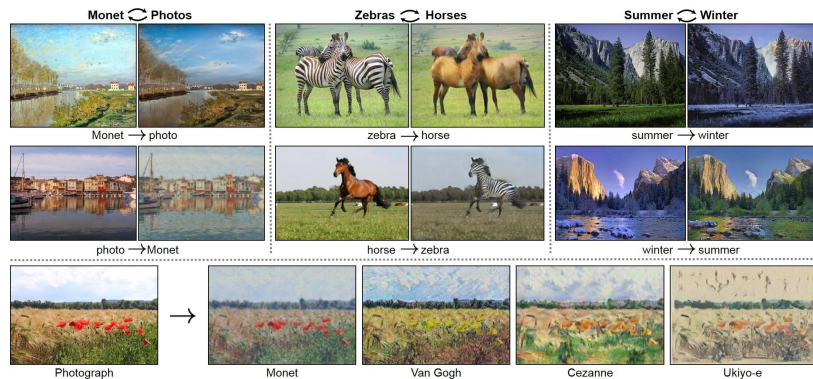 Monet ⟳ Photos
Zebras ⟳ Horses
Summer ⟳ Winter
Monet → photo
zebra → horse
summer → winter
photo → Monet
horse → zebra
winter → summer
Photograph
Monet
Van Gogh
Cezanne
Ukiyo-e